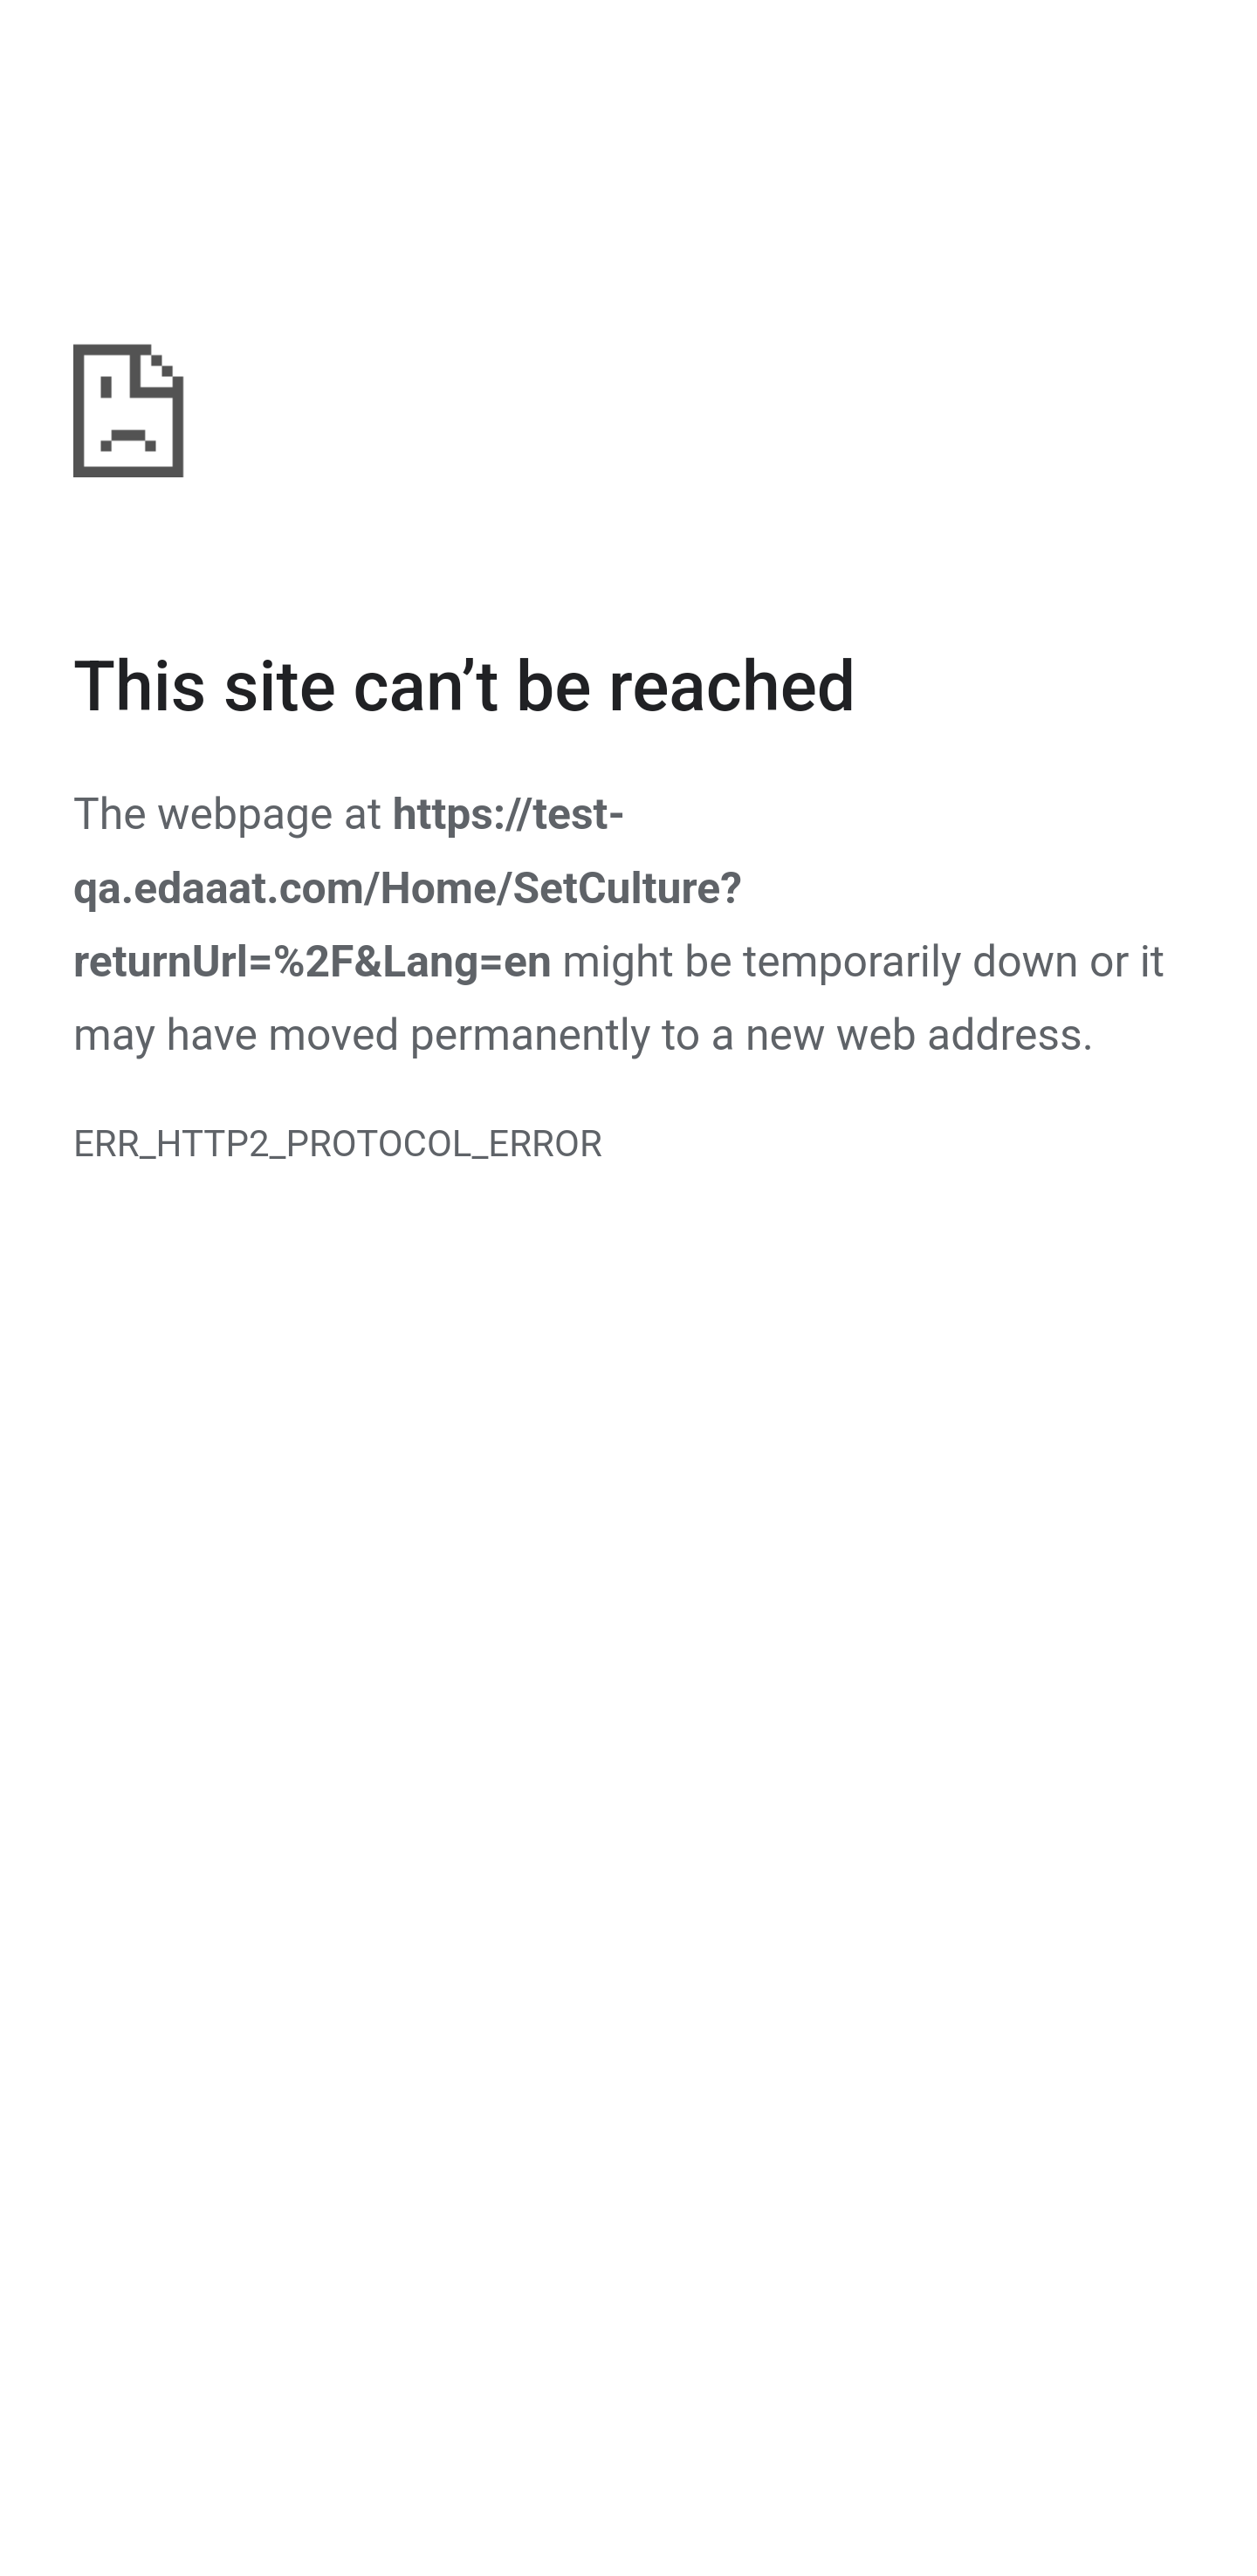 This site can’t be reached
The webpage at https://test-
qa.edaaat.com/Home/SetCulture?
returnUrl=%2F&Lang=en might be temporarily down or it
may have moved permanently to a new web address.
ERR_HTTP2_PROTOCOL_ERROR